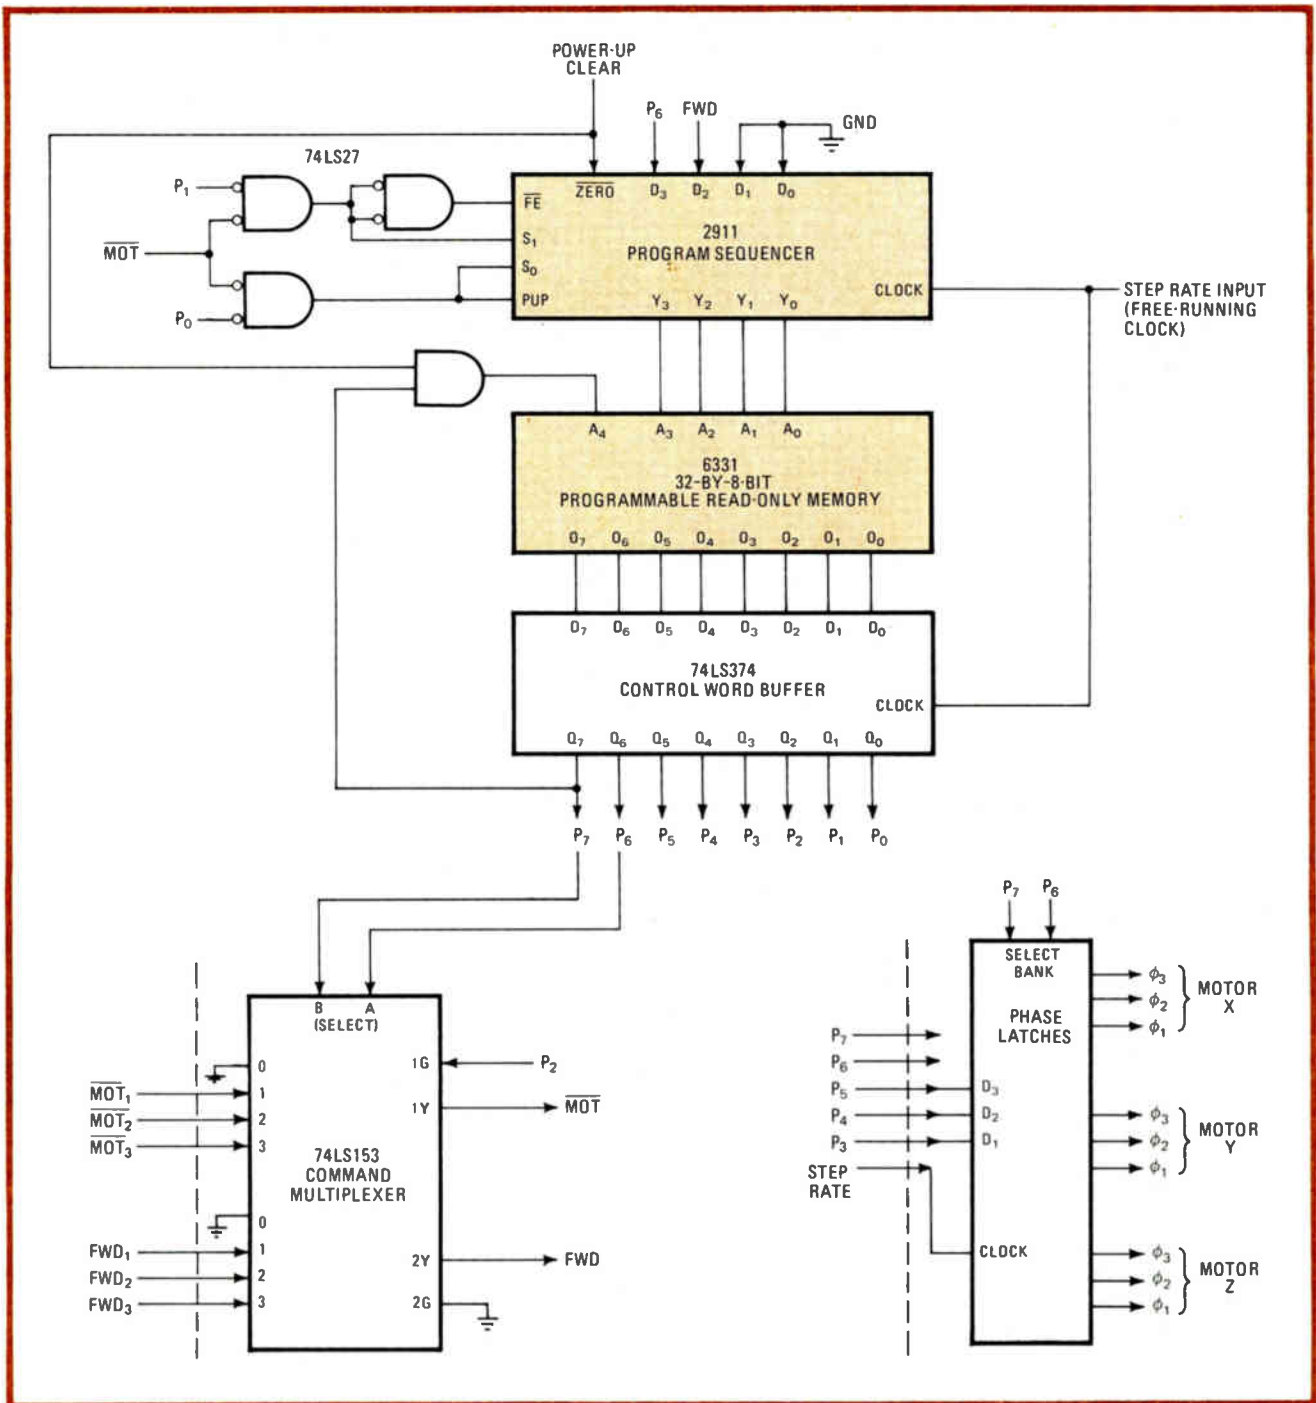 POWER-UP
CLEAR
P6 FWD
GND
74LS27
P1
MOT
P0
FE ZERO D3 D2 D1 D0
S1
S0
PUP
2911
PROGRAM SEQUENCER
Y3 Y2 Y1 Y0
CLOCK
STEP RATE INPUT
(FREE-RUNNING
CLOCK)
A4 A3 A2 A1 A0
6331
32-BY-8-BIT
PROGRAMMABLE READ-ONLY MEMORY
O7 O6 O5 O4 O3 O2 O1 O0
D7 D6 D5 D4 D3 D2 D1 D0
74LS374
CONTROL WORD BUFFER
CLOCK
Q7 Q6 Q5 Q4 Q3 Q2 Q1 Q0
P7 P6 P5 P4 P3 P2 P1 P0
B A
(SELECT)
0
MOT1 1
MOT2 2
MOT3 3
1G P2
1Y MOT
74LS153
COMMAND
MULTIPLEXER
0
FWD1 1
FWD2 2
FWD3 3
2Y FWD
2G
P7 P6
SELECT
BANK
PHASE
LATCHES
P7
P6
P5 D3
P4 D2
P3 D1
STEP
RATE
CLOCK
ϕ3
ϕ2
ϕ1
MOTOR
X
ϕ3
ϕ2
ϕ1
MOTOR
Y
ϕ3
ϕ2
ϕ1
MOTOR
Z